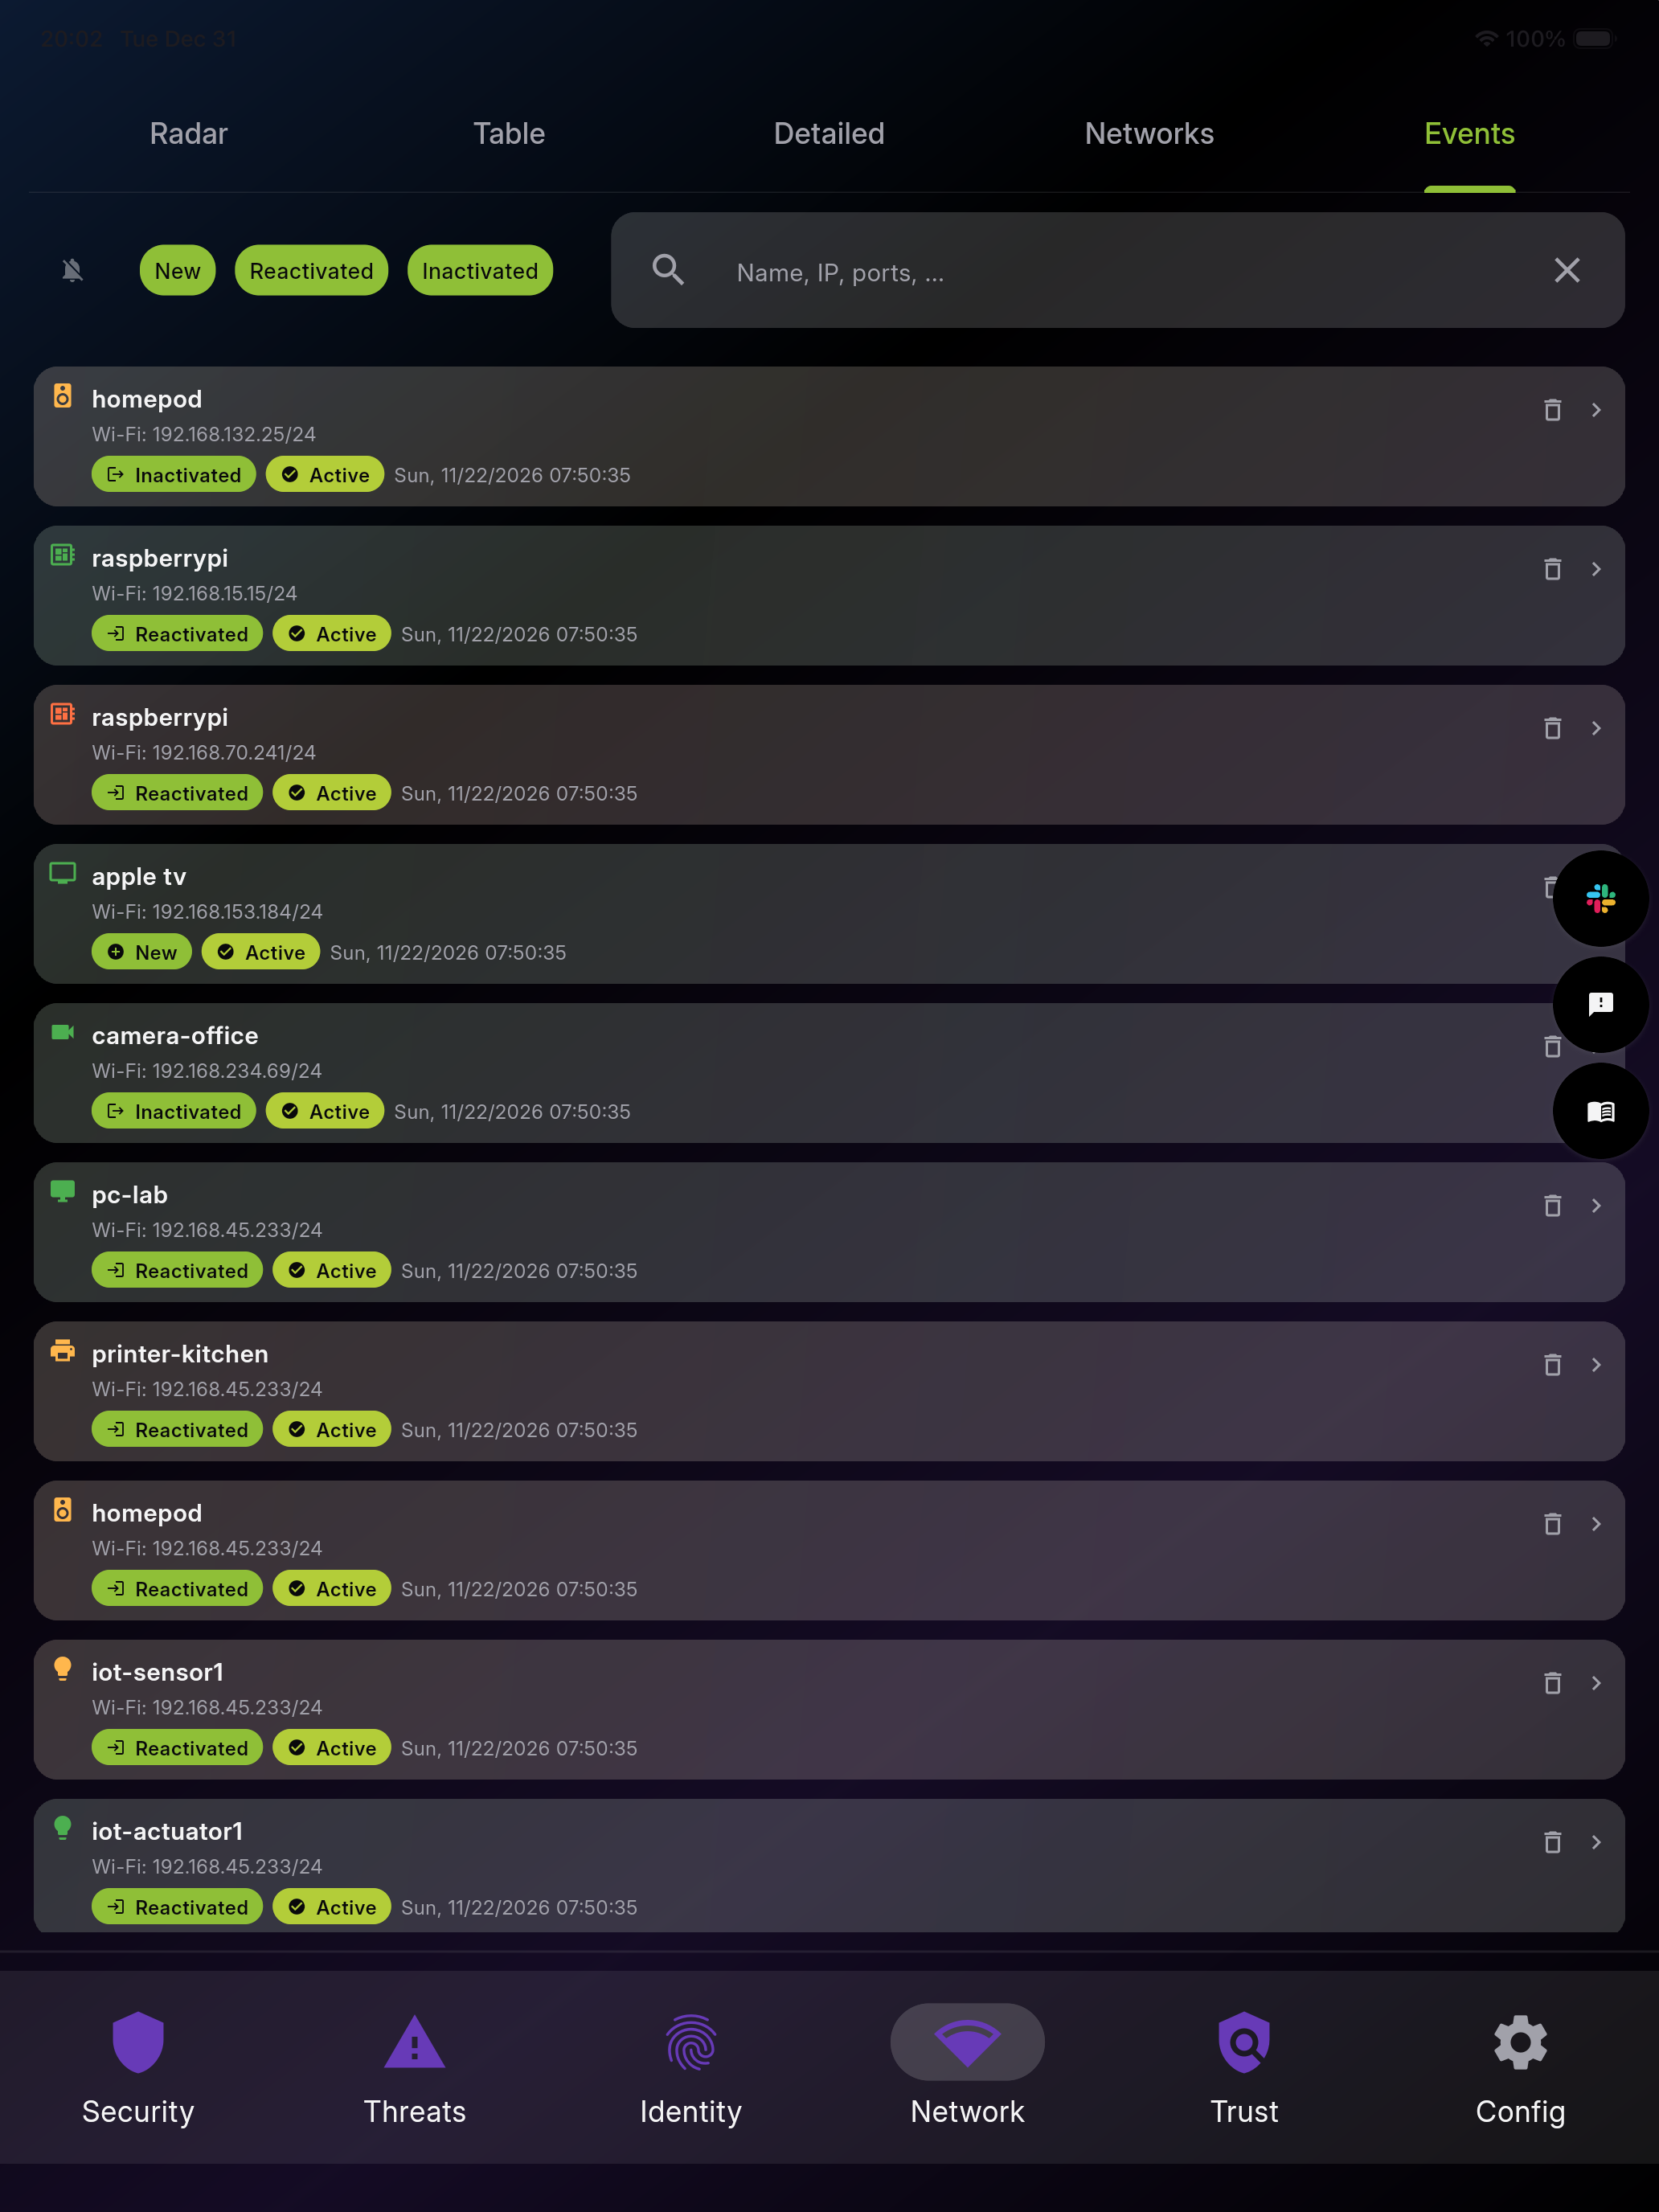 20:02 Tue Dec 31 100%
Radar Table Detailed Networks Events
New Reactivated Inactivated Name, IP, ports, ...
homepod
Wi-Fi: 192.168.132.25/24
Inactivated Active Sun, 11/22/2026 07:50:35
raspberrypi
Wi-Fi: 192.168.15.15/24
Reactivated Active Sun, 11/22/2026 07:50:35
raspberrypi
Wi-Fi: 192.168.70.241/24
Reactivated Active Sun, 11/22/2026 07:50:35
apple tv
Wi-Fi: 192.168.153.184/24
New Active Sun, 11/22/2026 07:50:35
camera-office
Wi-Fi: 192.168.234.69/24
Inactivated Active Sun, 11/22/2026 07:50:35
pc-lab
Wi-Fi: 192.168.45.233/24
Reactivated Active Sun, 11/22/2026 07:50:35
printer-kitchen
Wi-Fi: 192.168.45.233/24
Reactivated Active Sun, 11/22/2026 07:50:35
homepod
Wi-Fi: 192.168.45.233/24
Reactivated Active Sun, 11/22/2026 07:50:35
iot-sensor1
Wi-Fi: 192.168.45.233/24
Reactivated Active Sun, 11/22/2026 07:50:35
iot-actuator1
Wi-Fi: 192.168.45.233/24
Reactivated Active Sun, 11/22/2026 07:50:35
Security Threats Identity Network Trust Config